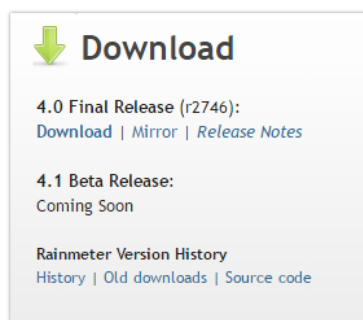 Download
4.0 Final Release (r2746):
Download | Mirror | Release Notes
4.1 Beta Release:
Coming Soon
Rainmeter Version History
History | Old downloads | Source code